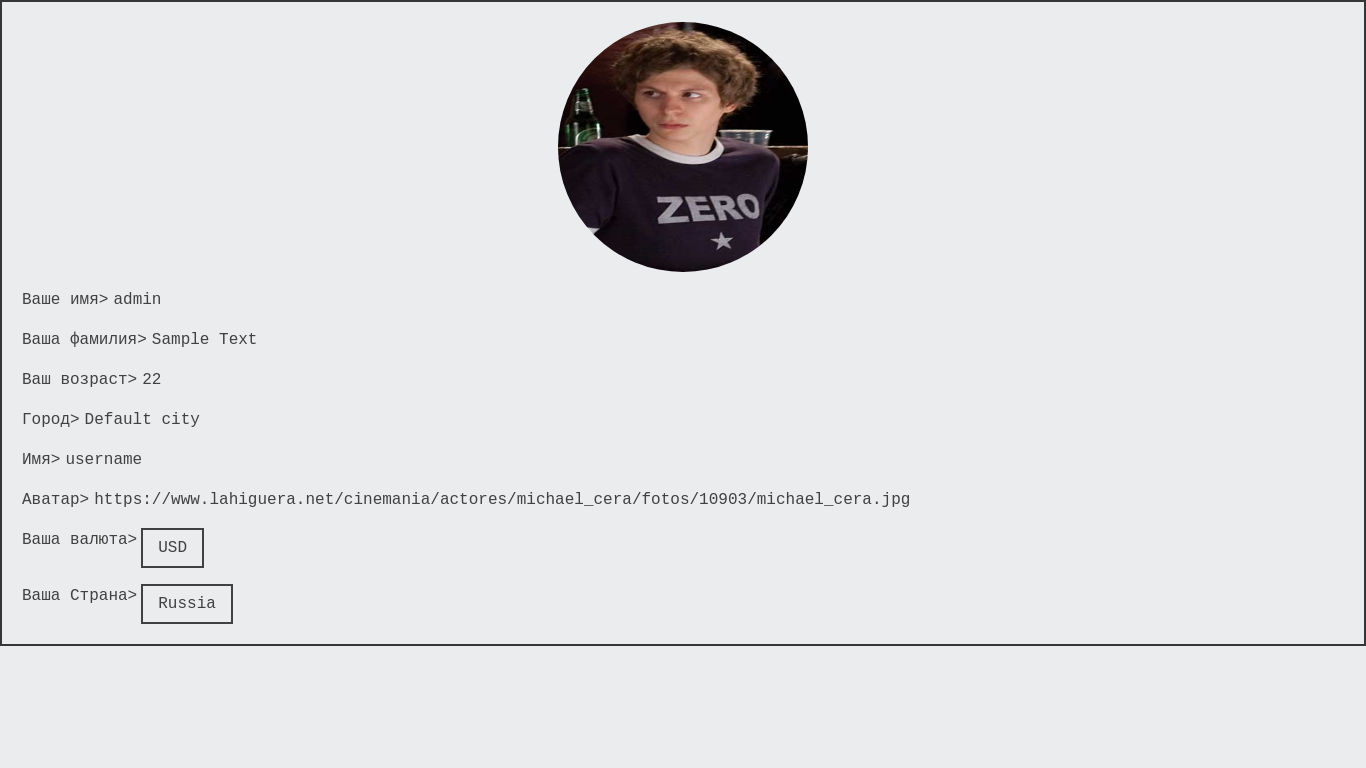 ZERO
Ваше имя> admin
Ваша фамилия> Sample Text
Ваш возраст> 22
Город> Default city
Имя> username
Аватар> https://www.lahiguera.net/cinemania/actores/michael_cera/fotos/10903/michael_cera.jpg
Ваша валюта> USD
Ваша Страна> Russia